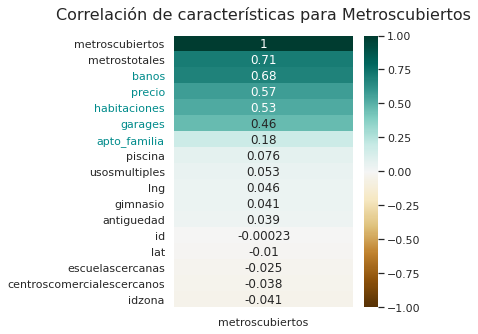 Correlación de características para Metroscubiertos
metroscubiertos 1
metrostotales 0.71
banos 0.68
precio 0.57
habitaciones 0.53
garages 0.46
apto_familia 0.18
piscina 0.076
usosmultiples 0.053
lng 0.046
gimnasio 0.041
antiguedad 0.039
id -0.00023
lat -0.01
escuelascercanas -0.025
centroscomercialescercanos -0.038
idzona -0.041
metroscubiertos
1.00
0.75
0.50
0.25
0.00
−0.25
−0.50
−0.75
−1.00